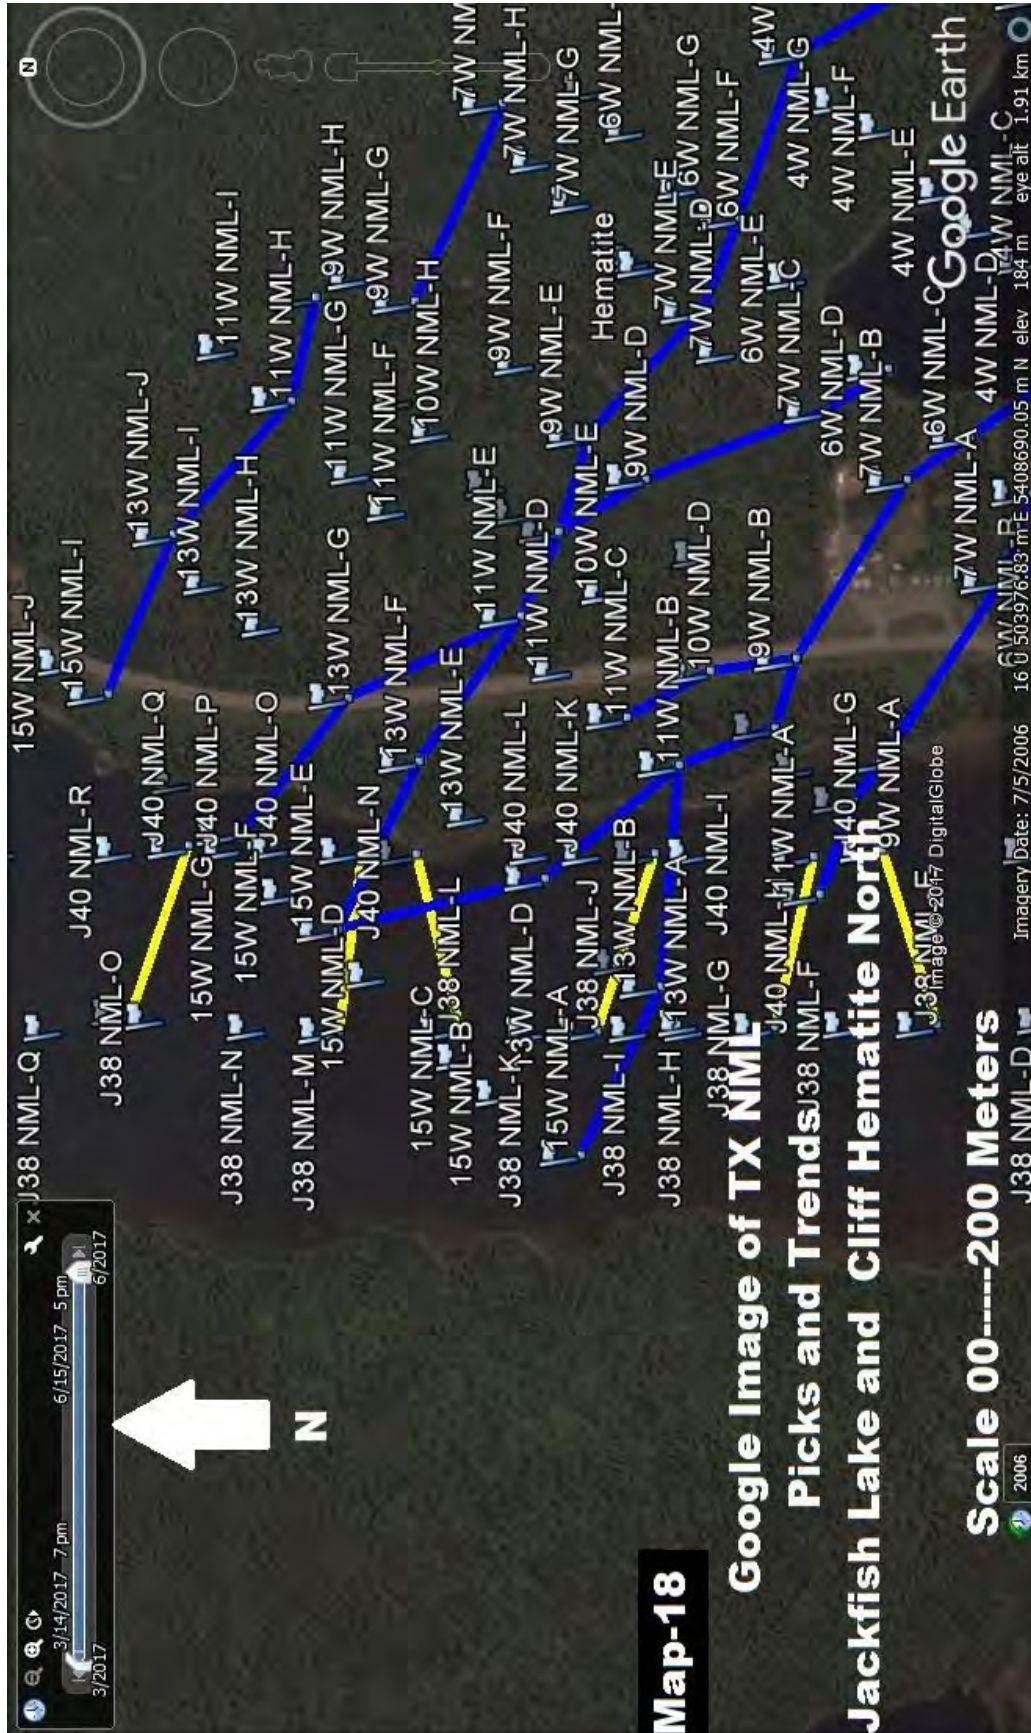 3/14/2017 7 pm
6/15/2017 5 pm
3/2017
6/2017
N
N
Map-18
Google Image of TX NML
Picks and Trends
Jackfish Lake and Cliff Hematite North
Scale 00-----200 Meters
J38 NML-Q
J38 NML-O
J38 NML-N
J38 NML-M
J38 NML-L
J38 NML-K
J38 NML-J
J38 NML-I
J38 NML-H
J38 NML-G
J38 NML-F
J38 NML-E
J38 NML-D
J40 NML-R
J40 NML-Q
J40 NML-P
J40 NML-O
J40 NML-N
J40 NML-L
J40 NML-K
J40 NML-I
J40 NML-H
J40 NML-G
15W NML-J
15W NML-I
15W NML-G
15W NML-F
15W NML-E
15W NML-D
15W NML-C
15W NML-B
15W NML-A
13W NML-J
13W NML-I
13W NML-H
13W NML-G
13W NML-F
13W NML-E
13W NML-D
13W NML-B
13W NML-A
11W NML-I
11W NML-H
11W NML-G
11W NML-F
11W NML-E
11W NML-D
11W NML-C
11W NML-B
11W NML-A
10W NML-H
10W NML-E
10W NML-D
10W NML-B
9W NML-H
9W NML-G
9W NML-F
9W NML-E
9W NML-D
9W NML-B
9W NML-A
Hematite
7W NM
7W NML-H
7W NML-G
7W NML-E
7W NML-D
7W NML-C
7W NML-B
7W NML-A
6W NML-
6W NML-G
6W NML-F
6W NML-E
6W NML-D
6W NML-C
6W NML-B
4W
4W NML-G
4W NML-F
4W NML-E
4W NML-D
4W NML-C
Google Earth
Image © 2017 DigitalGlobe
2006
Imagery Date: 7/5/2006 16 U 503976.83 m E 5408690.05 m N elev 184 m eye alt 1.91 km